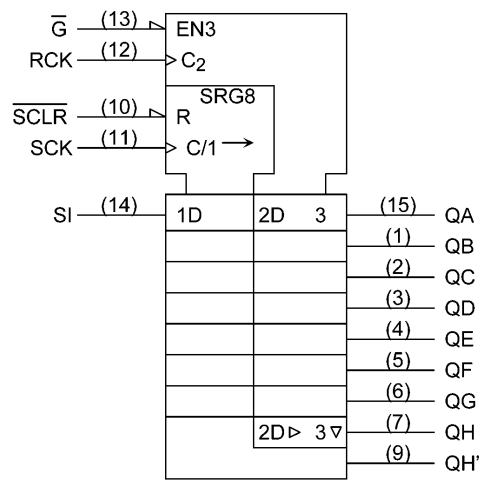 G (13) EN3
RCK (12) C2
SRG8
SCLR (10) R
SCK (11) C/1
SI (14) 1D 2D 3 (15) QA
(1) QB
(2) QC
(3) QD
(4) QE
(5) QF
(6) QG
2D 3 (7) QH
(9) QH'